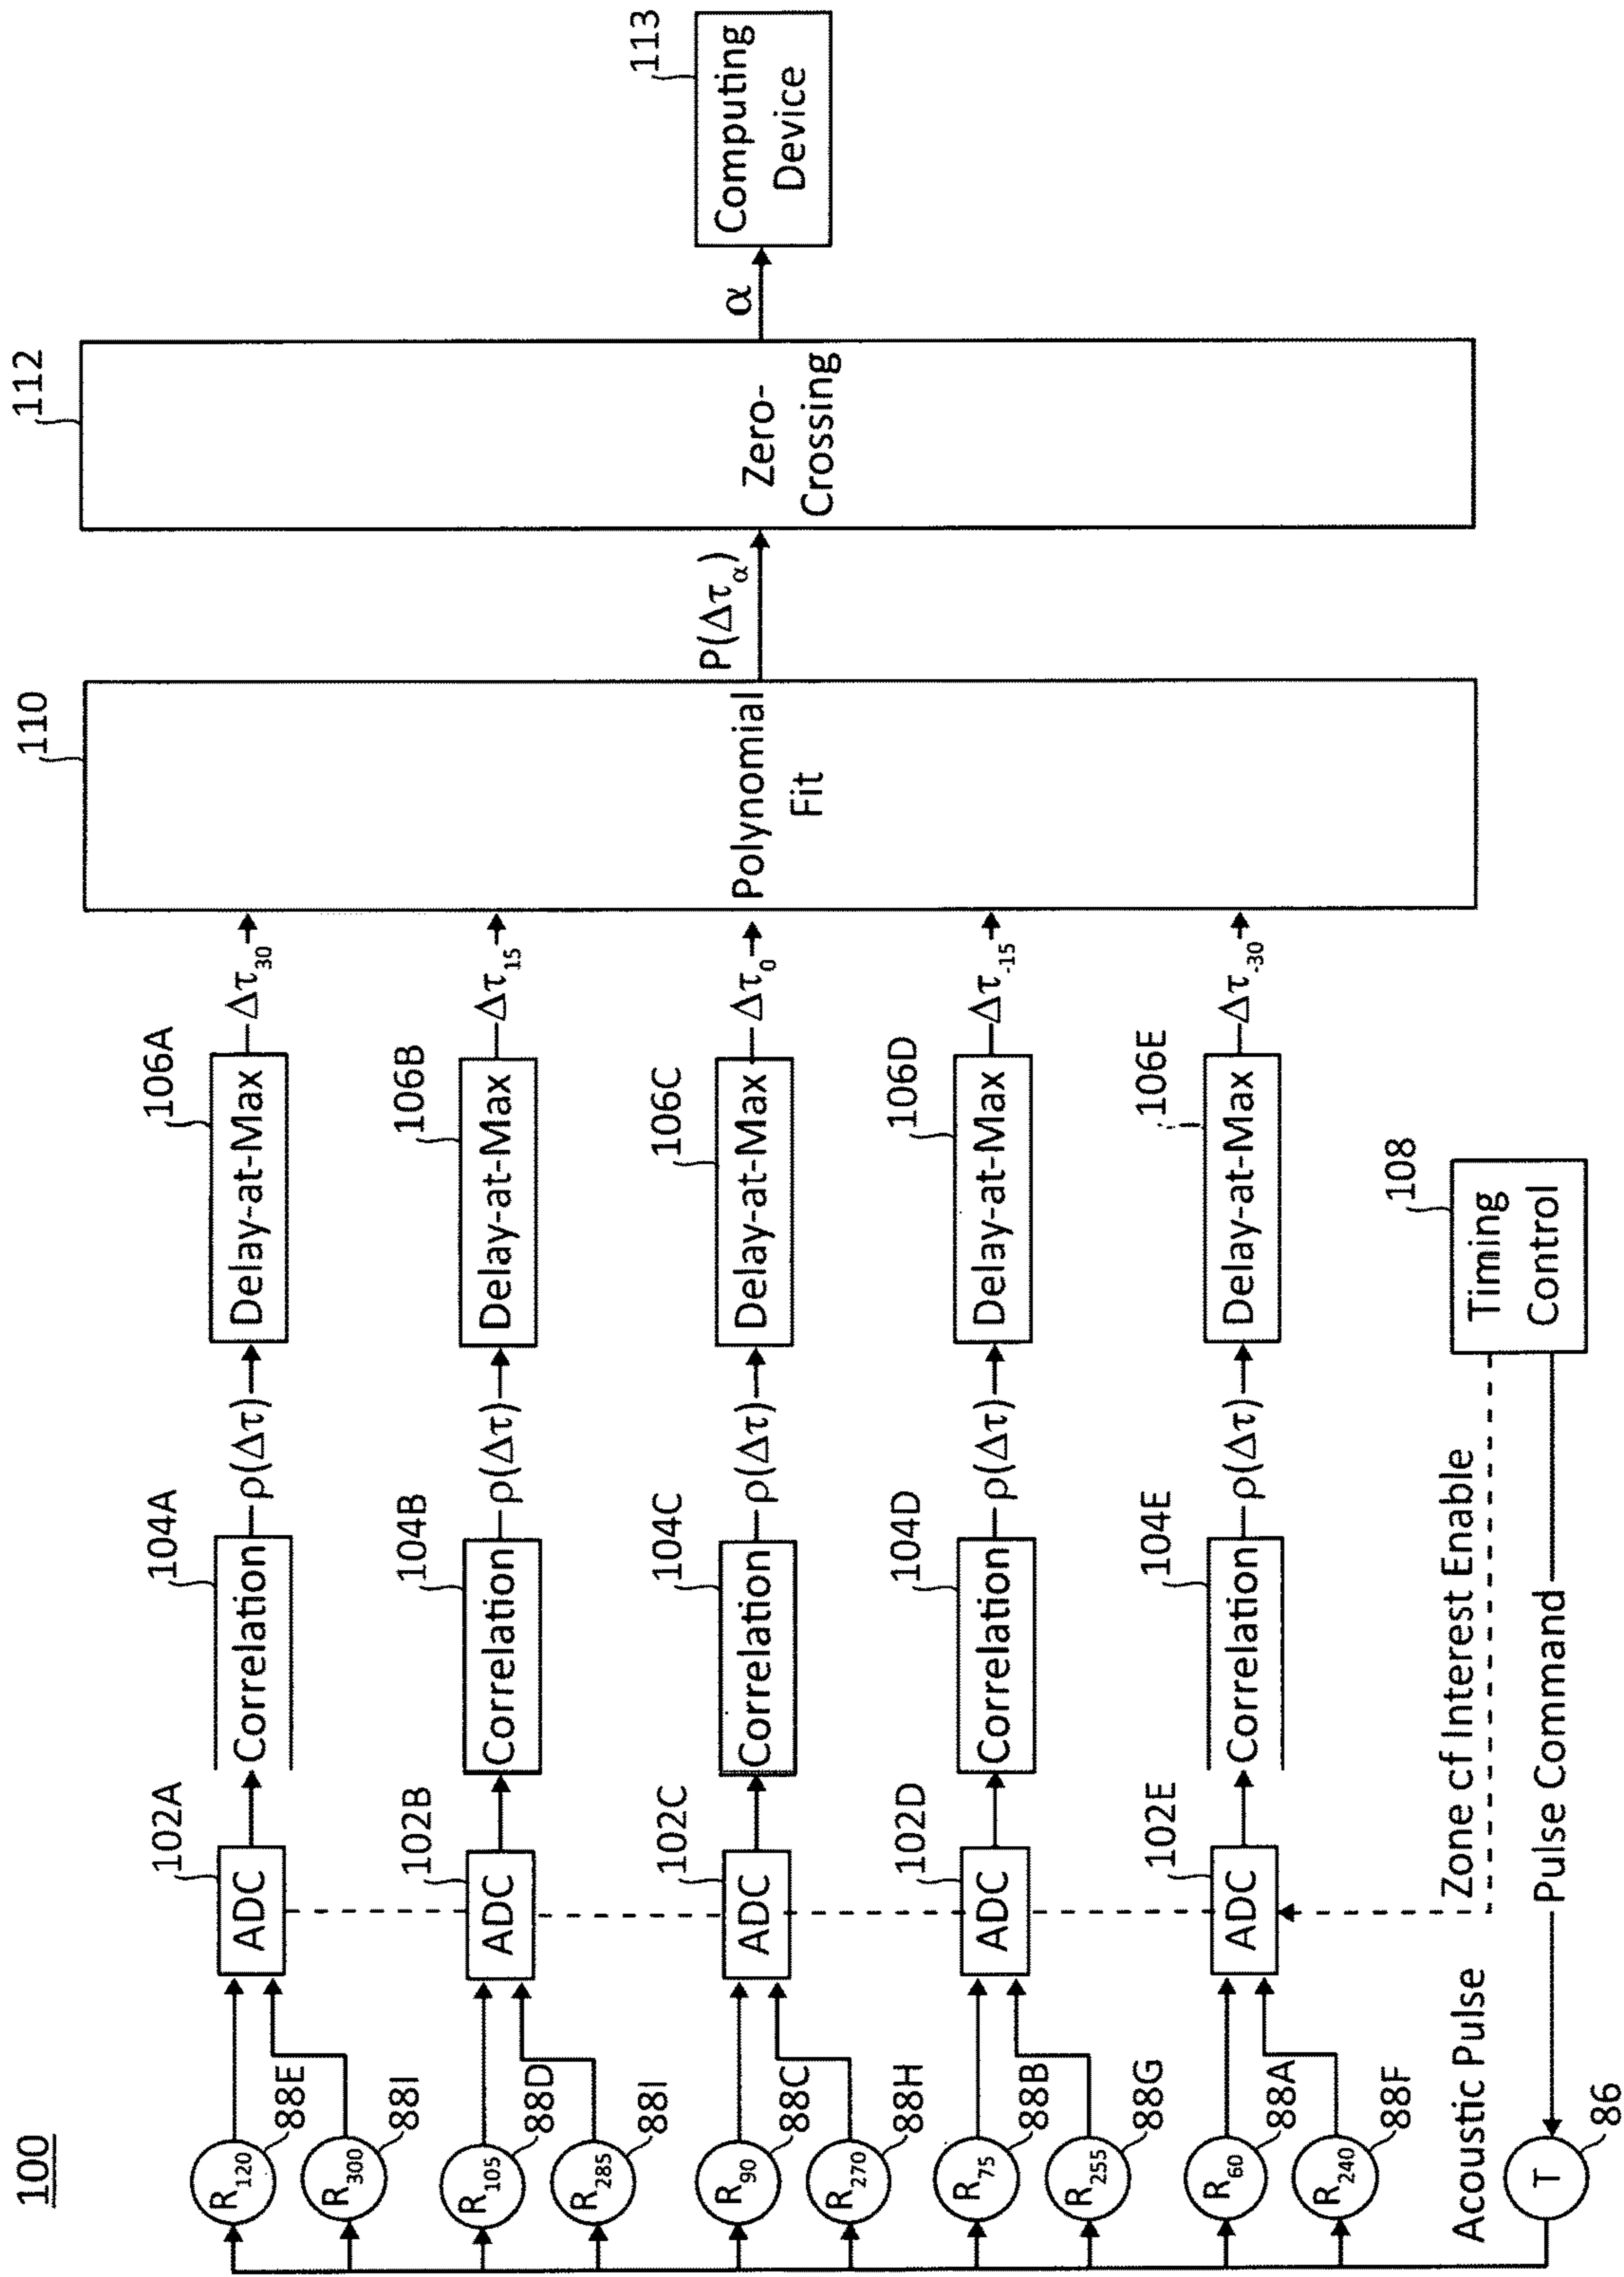 100
R120
88E
R300
88I
ADC
102A
Correlation
104A
ρ(Δτ)
Delay-at-Max
106A
Δτ30
R105
88D
R285
88I
ADC
102B
Correlation
104B
ρ(Δτ)
Delay-at-Max
106B
Δτ15
R90
88C
R270
88H
ADC
102C
Correlation
104C
ρ(Δτ)
Delay-at-Max
106C
Δτ0
R75
88B
R255
88G
ADC
102D
Correlation
104D
ρ(Δτ)
Delay-at-Max
106D
Δτ-15
R60
88A
R240
88F
ADC
102E
Correlation
104E
ρ(Δτ)
Delay-at-Max
106E
Δτ-30
Polynomial
Fit
110
P(Δτα)
Zero-
Crossing
112
α
Computing
Device
113
Acoustic Pulse
Zone cf Interest Enable
T
86
Pulse Command
Timing
Control
108